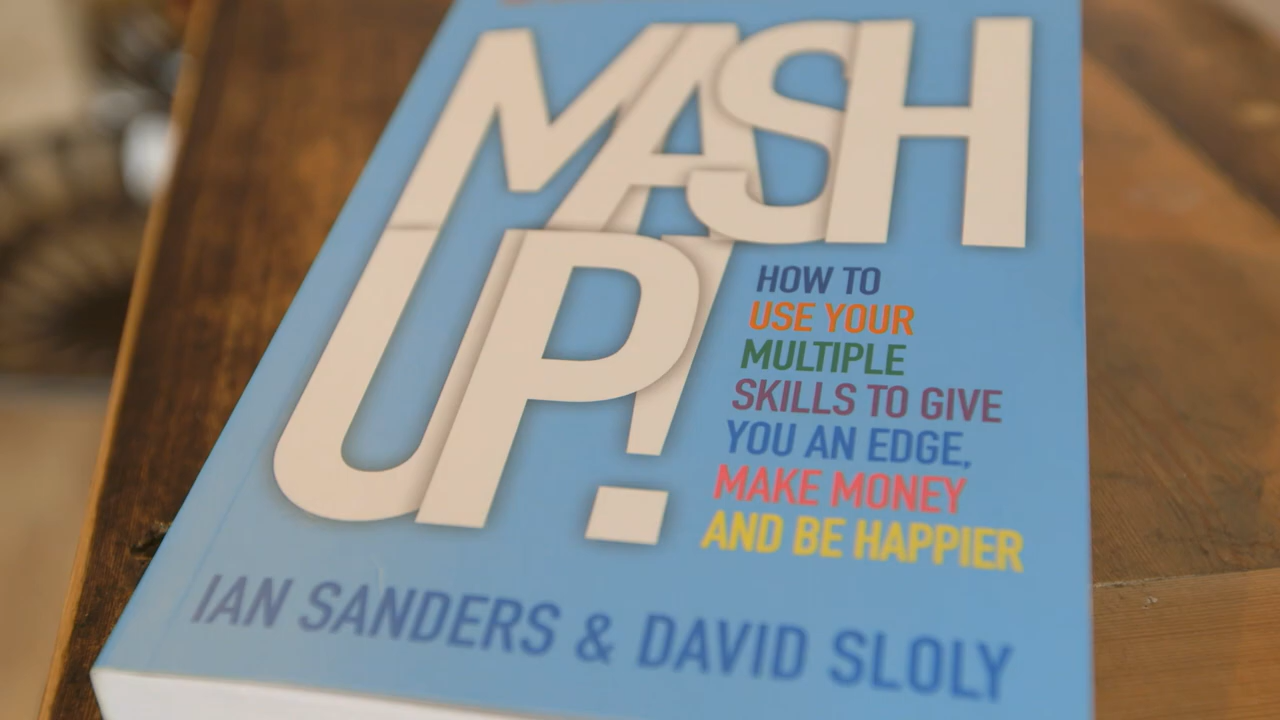 MASH
UP!
HOW TO
USE YOUR
MULTIPLE
SKILLS TO GIVE
YOU AN EDGE,
MAKE MONEY
AND BE HAPPIER
IAN SANDERS & DAVID SLOLY